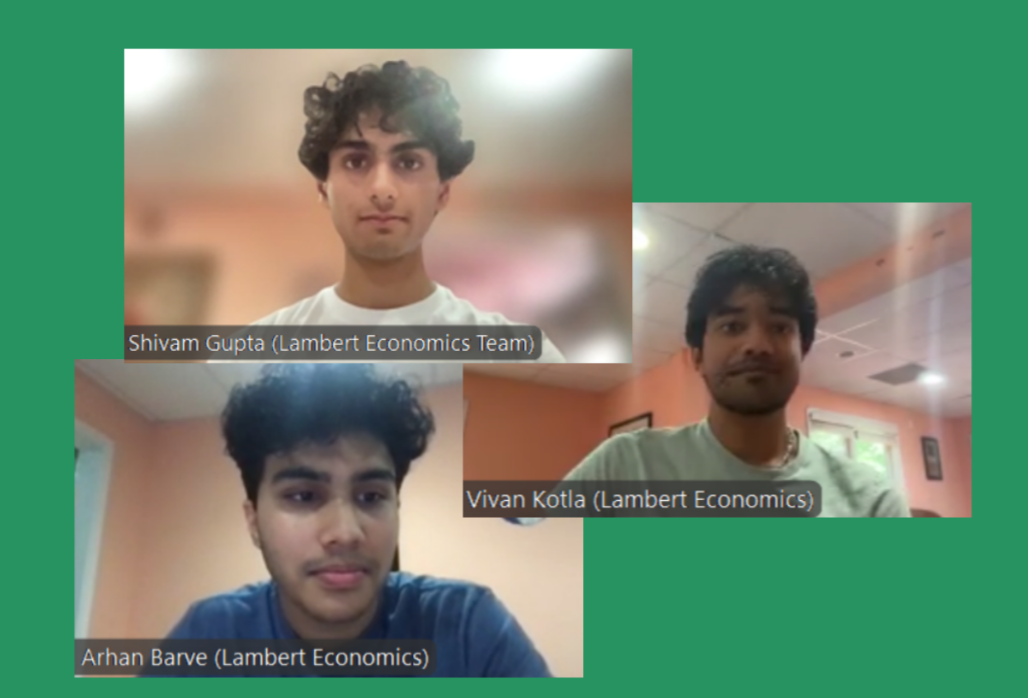 Shivam Gupta (Lambert Economics Team)
Vivan Kotla (Lambert Economics)
Arhan Barve (Lambert Economics)